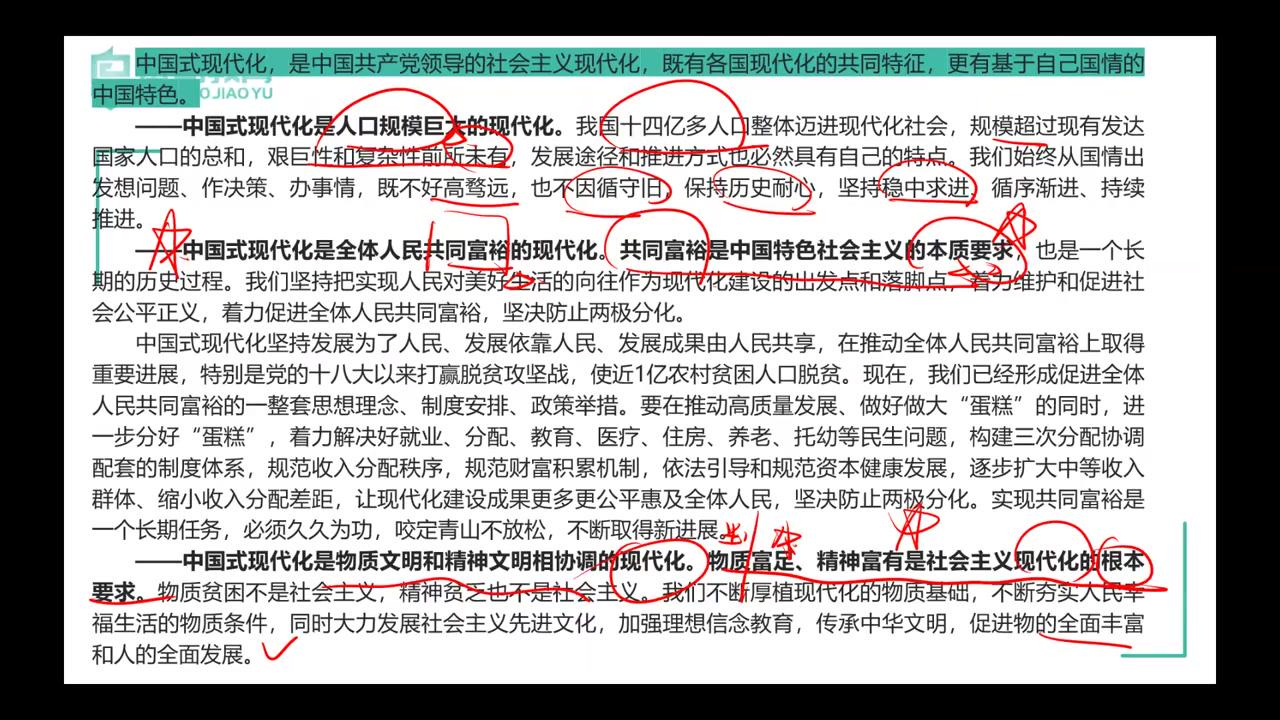 中国式现代化，是中国共产党领导的社会主义现代化，既有各国现代化的共同特征，更有基于自己国情的
中国特色。
OJIAOYU
——中国式现代化是人口规模巨大的现代化。我国十四亿多人口整体迈进现代化社会，规模超过现有发达
国家人口的总和，艰巨性和复杂性前所未有，发展途径和推进方式也必然具有自己的特点。我们始终从国情出
发想问题、作决策、办事情，既不好高骛远，也不因循守旧，保持历史耐心，坚持稳中求进、循序渐进、持续
推进。
——中国式现代化是全体人民共同富裕的现代化。共同富裕是中国特色社会主义的本质要求，也是一个长
期的历史过程。我们坚持把实现人民对美好生活的向往作为现代化建设的出发点和落脚点，着力维护和促进社
会公平正义，着力促进全体人民共同富裕，坚决防止两极分化。
中国式现代化坚持发展为了人民、发展依靠人民、发展成果由人民共享，在推动全体人民共同富裕上取得
重要进展，特别是党的十八大以来打赢脱贫攻坚战，使近1亿农村贫困人口脱贫。现在，我们已经形成促进全体
人民共同富裕的一整套思想理念、制度安排、政策举措。要在推动高质量发展、做好做大“蛋糕”的同时，进
一步分好“蛋糕”，着力解决好就业、分配、教育、医疗、住房、养老、托幼等民生问题，构建三次分配协调
配套的制度体系，规范收入分配秩序，规范财富积累机制，依法引导和规范资本健康发展，逐步扩大中等收入
群体、缩小收入分配差距，让现代化建设成果更多更公平惠及全体人民，坚决防止两极分化。实现共同富裕是
一个长期任务，必须久久为功，咬定青山不放松，不断取得新进展。
——中国式现代化是物质文明和精神文明相协调的现代化。物质富足、精神富有是社会主义现代化的根本
要求。物质贫困不是社会主义，精神贫乏也不是社会主义。我们不断厚植现代化的物质基础，不断夯实人民幸
福生活的物质条件，同时大力发展社会主义先进文化，加强理想信念教育，传承中华文明，促进物的全面丰富
和人的全面发展。